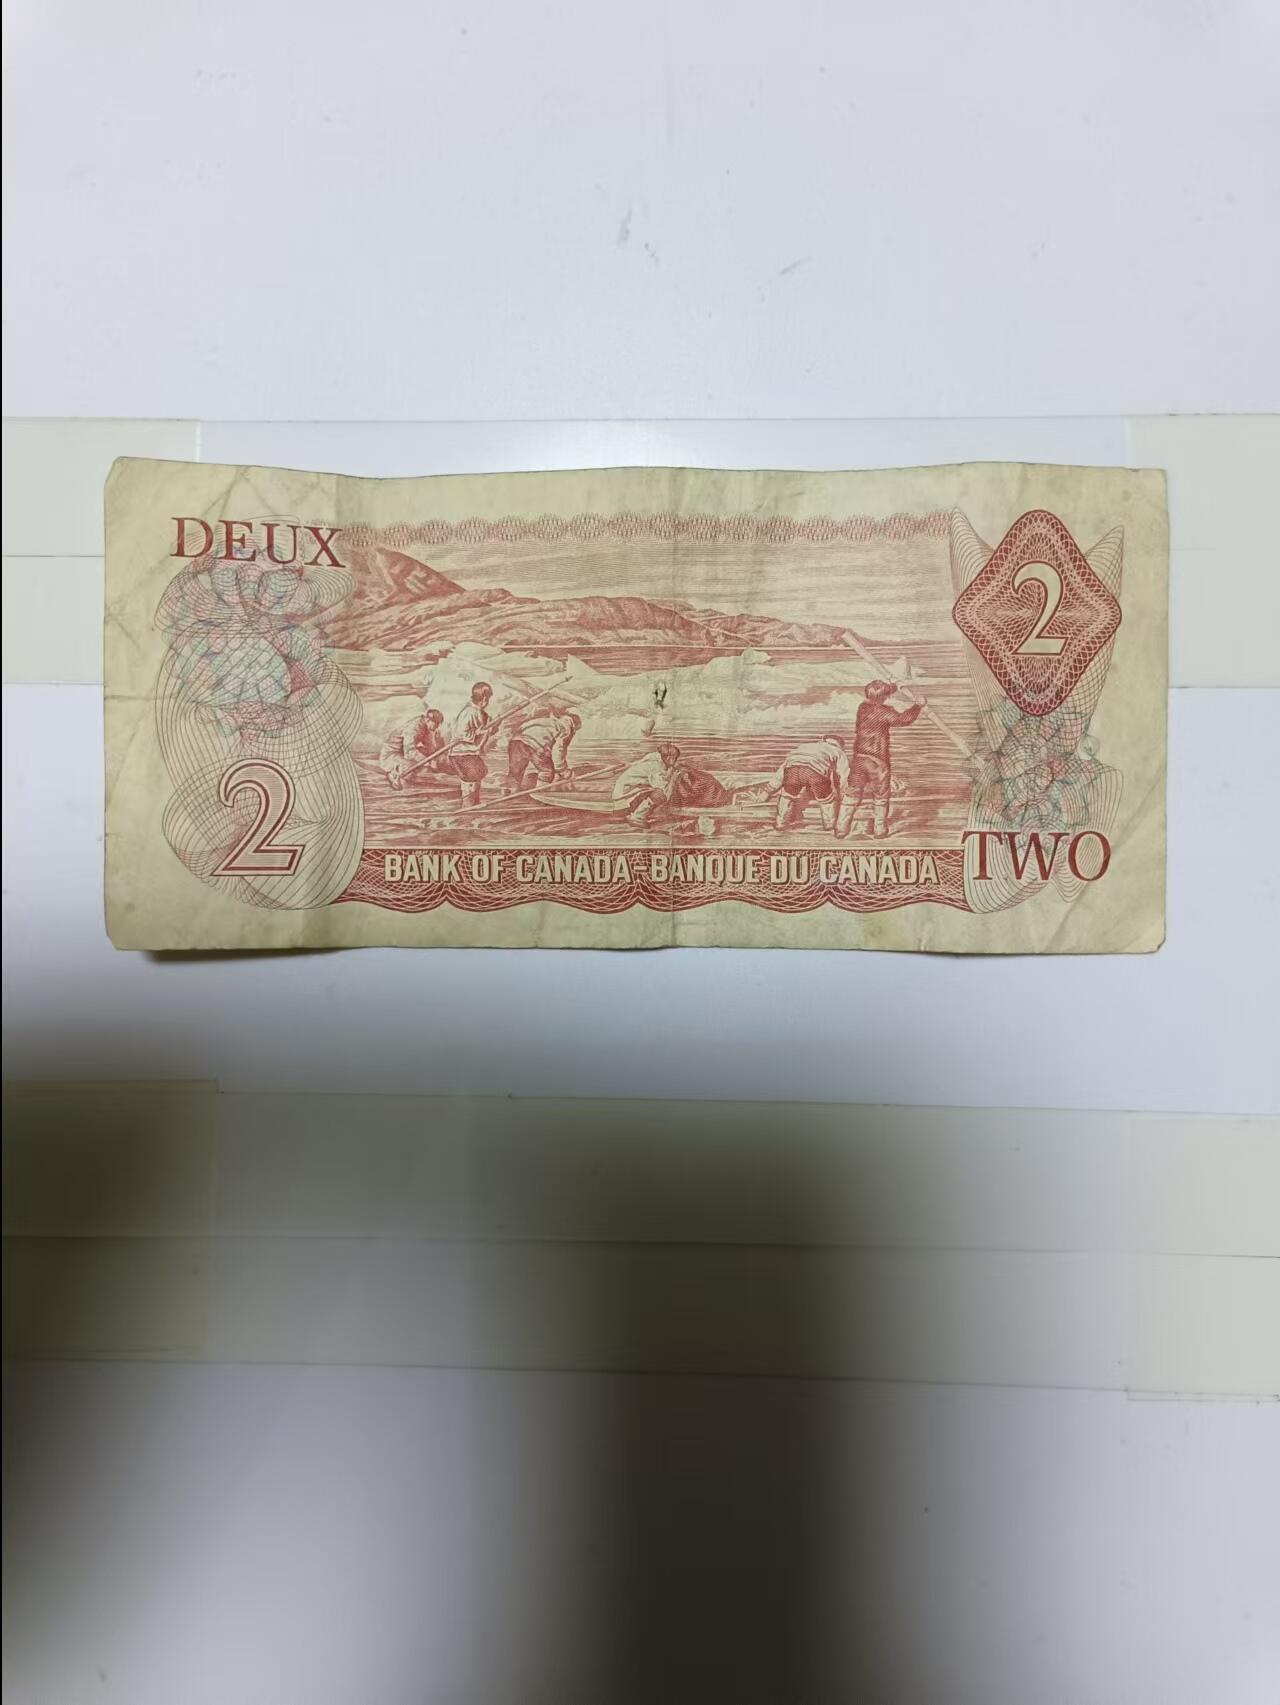 DEUX
2
2
BANK OF CANADA-BANQUE DU CANADA
TWO